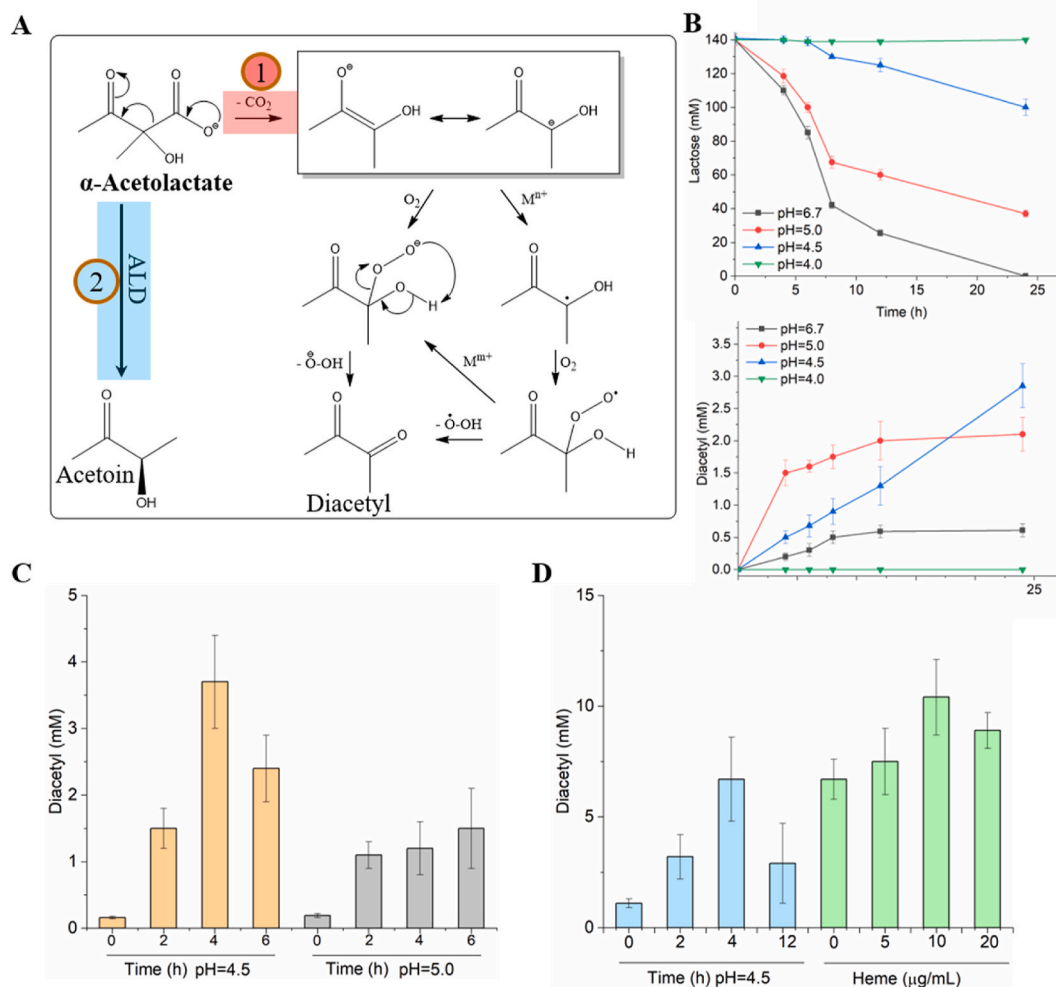 A
1
- CO2
O
O
O⊖
OH
α-Acetolactate
O⊖
OH
O
OH
⊖
O2
Mn+
2
ALD
O
O
O⊖
O
H
O
OH
•
- ⊖O-OH
Mm+
O2
O
OH
Acetoin
O
O
Diacetyl
- •O-OH
O
O
O•
O
H
B
Lactose (mM)
140
120
100
80
60
40
20
0
pH=6.7
pH=5.0
pH=4.5
pH=4.0
0 5 10 15 20 25
Time (h)
Diacetyl (mM)
3.5
3.0
2.5
2.0
1.5
1.0
0.5
0.0
pH=6.7
pH=5.0
pH=4.5
pH=4.0
25
C
Diacetyl (mM)
5
4
3
2
1
0
0 2 4 6 0 2 4 6
Time (h) pH=4.5 Time (h) pH=5.0
D
Diacetyl (mM)
15
10
5
0
0 2 4 12 0 5 10 20
Time (h) pH=4.5 Heme (μg/mL)